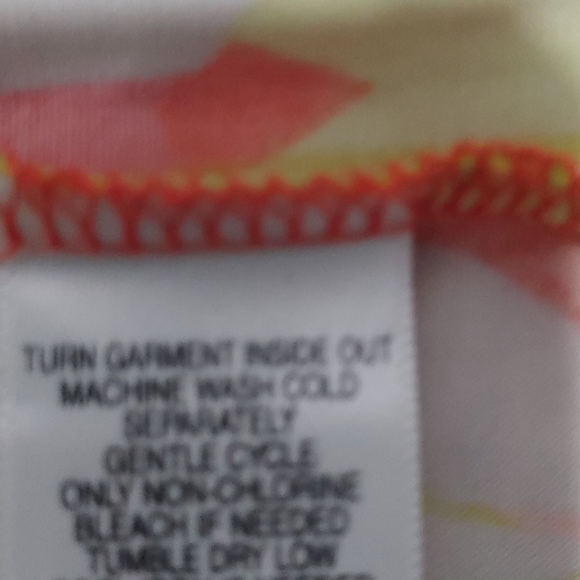 TURN GARMENT INSIDE OUT
MACHINE WASH COLD
SEPARATELY
GENTLE CYCLE
ONLY NON-CHLORINE
BLEACH IF NEEDED
TUMBLE DRY LOW